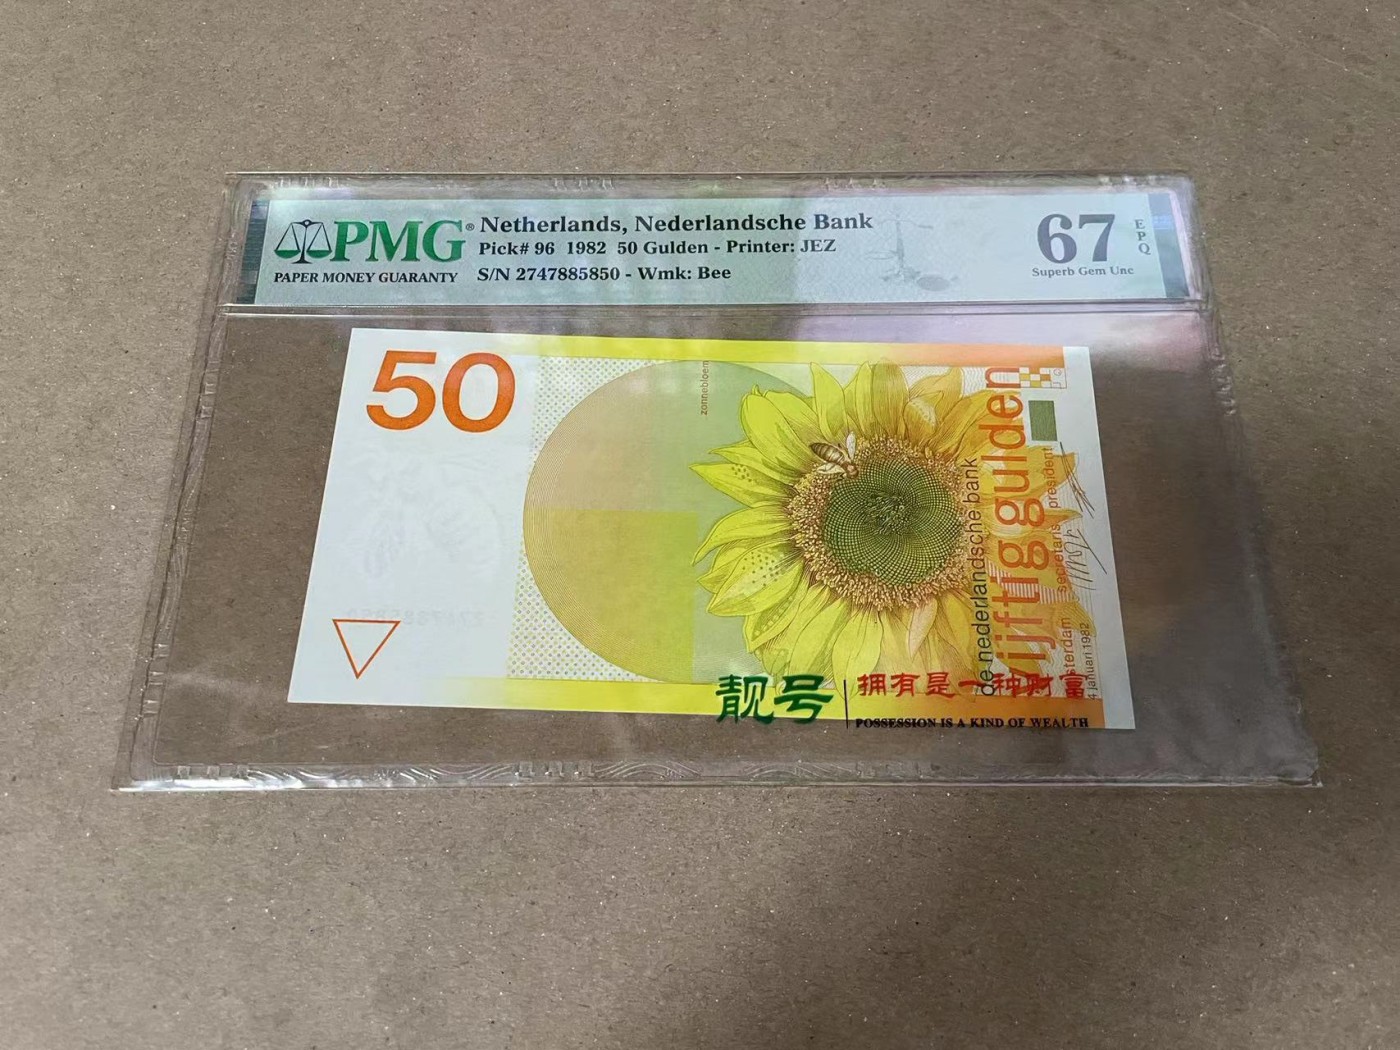 PMG® Netherlands, Nederlandsche Bank
PAPER MONEY GUARANTY
Pick# 96 1982 50 Gulden - Printer: JEZ
S/N 2747885850 - Wmk: Bee
67 EPQ
Superb Gem Unc
50
zonnebloem
vijftig gulden
de nederlandsche bank
secretaris president
januari 1982
靓号 拥有是一种财富
POSSESSION IS A KIND OF WEALTH